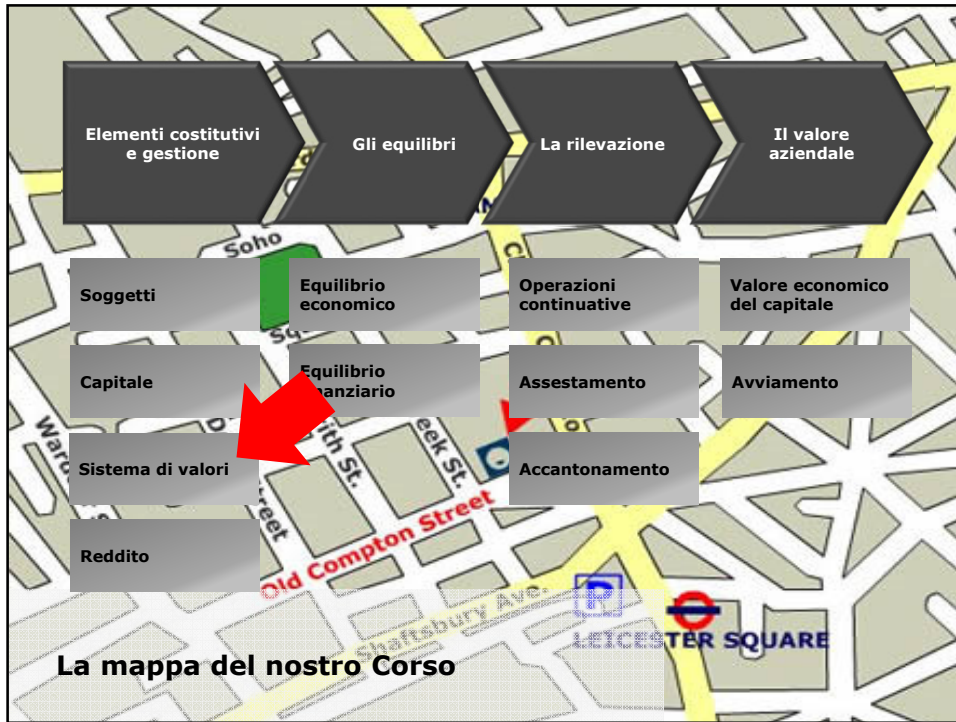 Elementi costitutivi
e gestione
Gli equilibri
La rilevazione
Il valore
aziendale
Soho
Soggetti
Equilibrio
economico
Operazioni
continuative
Valore economico
del capitale
Capitale
Equilibrio
Assestamento
Avviamento
Sistema di valori
Accantonamento
Reddito
Old Compton Street
Shaftsbury Ave.
P
LEICESTER SQUARE
La mappa del nostro Corso